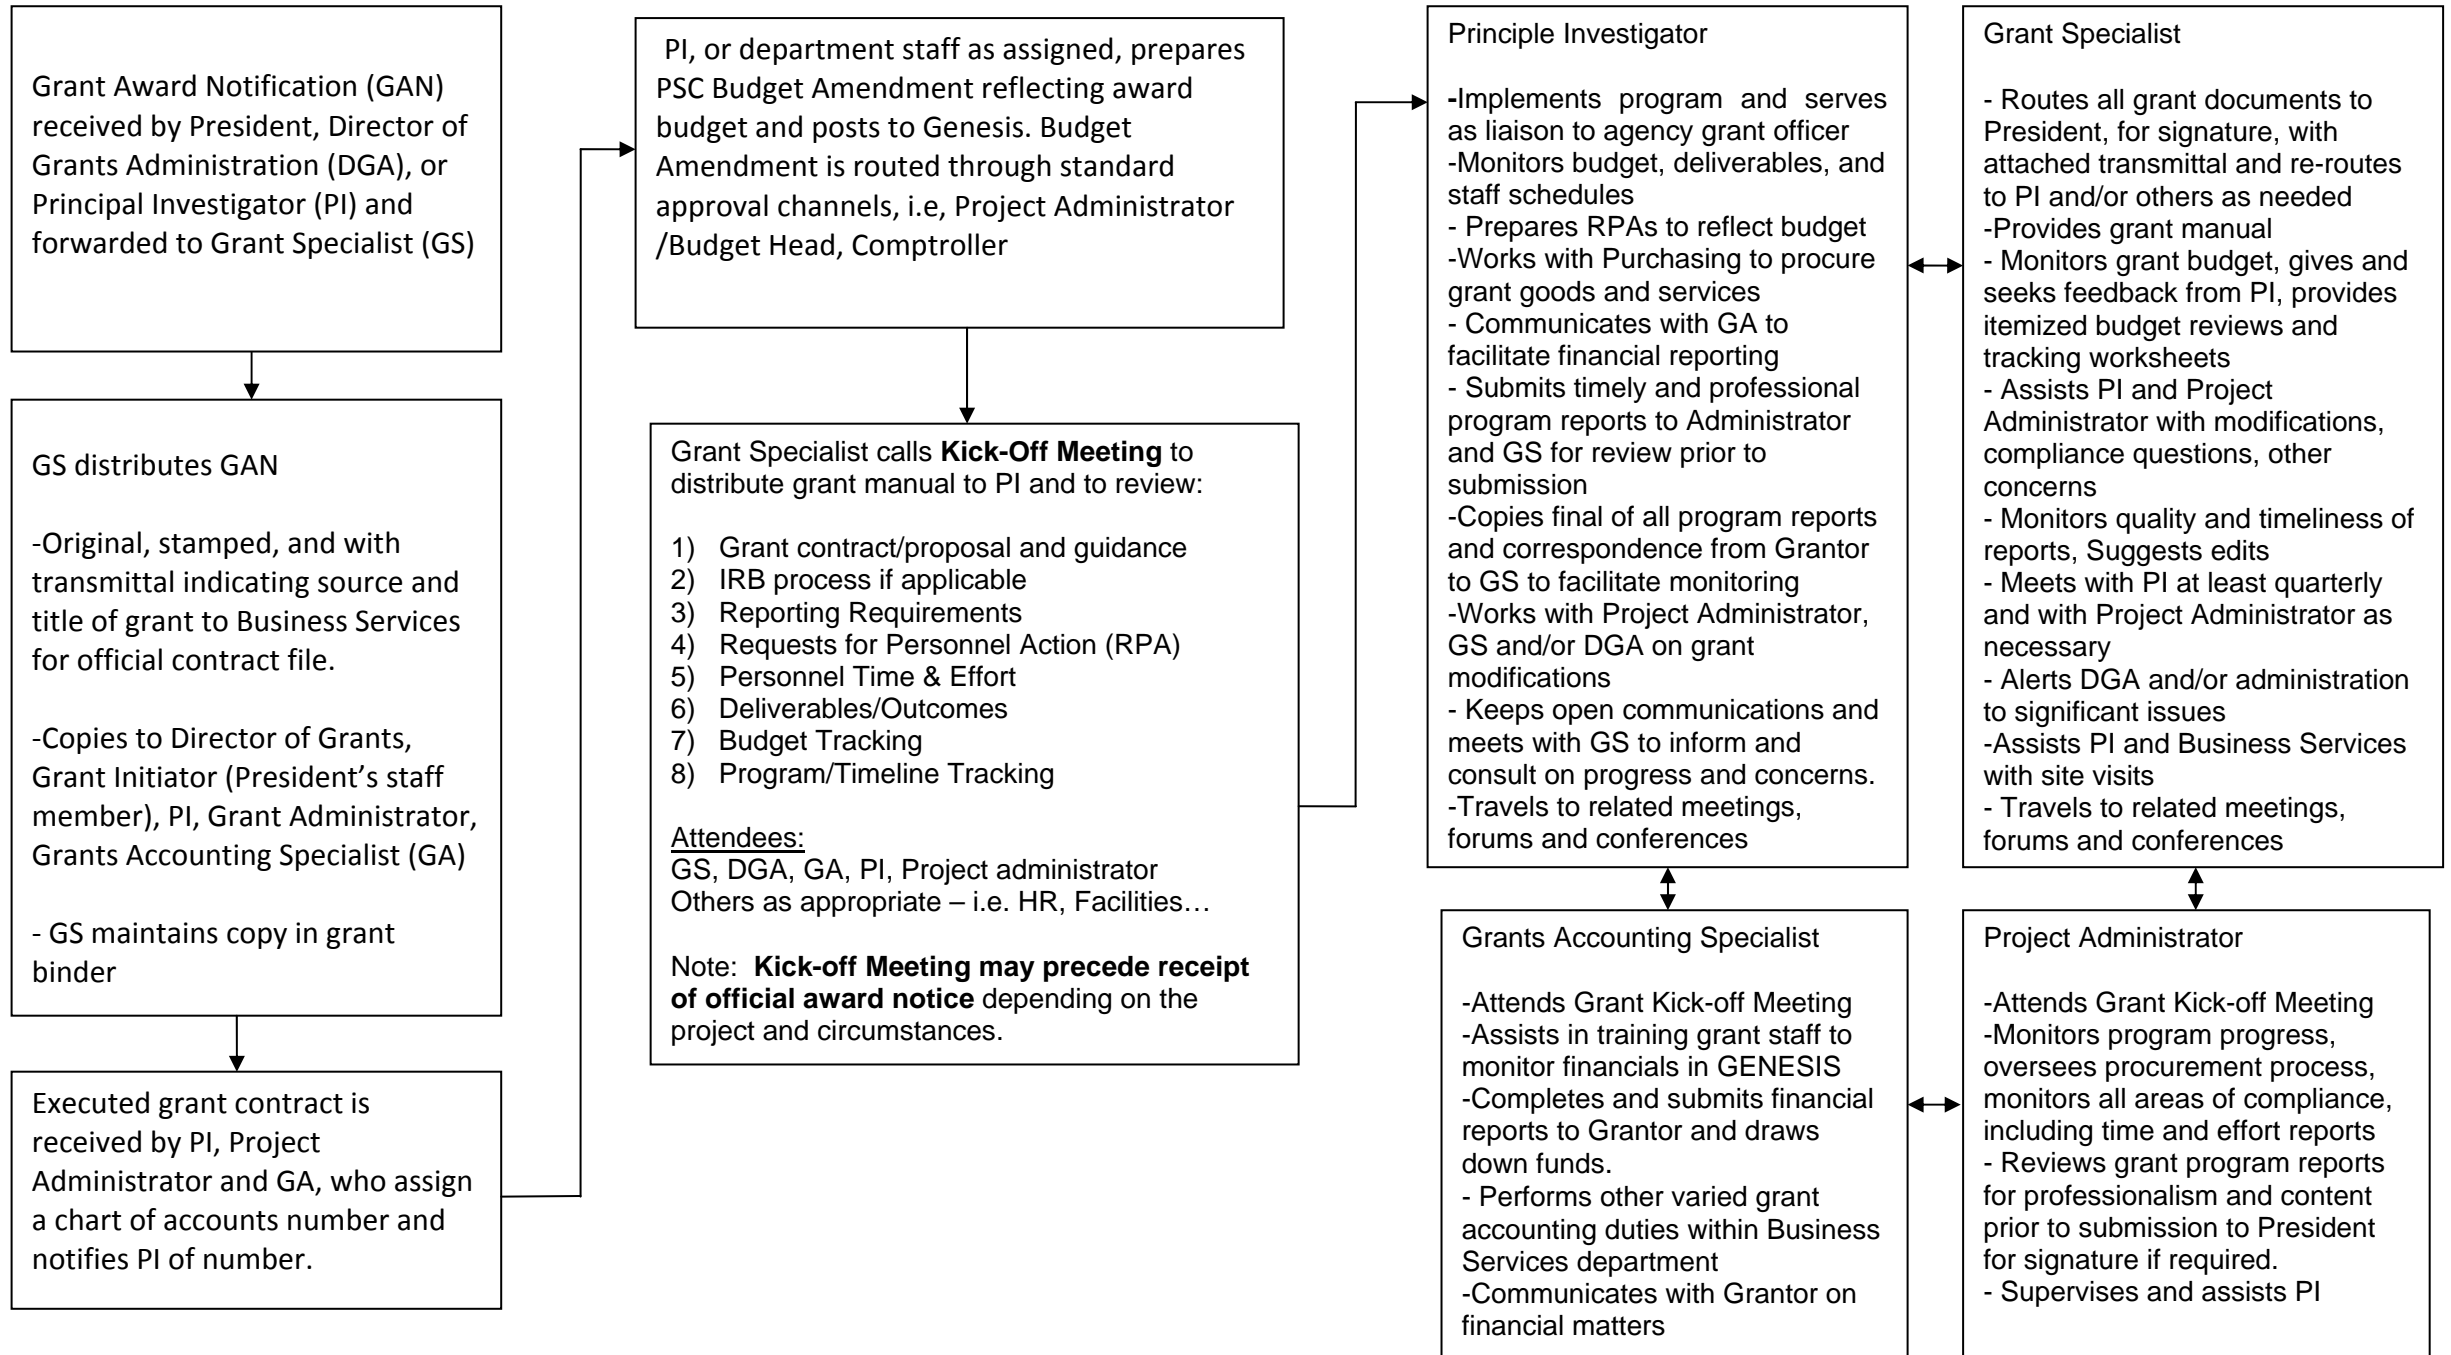 Grant Award Notification (GAN)
received by President, Director of
Grants Administration (DGA), or
Principal Investigator (PI) and
forwarded to Grant Specialist (GS)
GS distributes GAN
-Original, stamped, and with
transmittal indicating source and
title of grant to Business Services
for official contract file.
-Copies to Director of Grants,
Grant Initiator (President’s staff
member), PI, Grant Administrator,
Grants Accounting Specialist (GA)
- GS maintains copy in grant
binder
Executed grant contract is
received by PI, Project
Administrator and GA, who assign
a chart of accounts number and
notifies PI of number.
PI, or department staff as assigned, prepares
PSC Budget Amendment reflecting award
budget and posts to Genesis. Budget
Amendment is routed through standard
approval channels, i.e, Project Administrator
/Budget Head, Comptroller
Grant Specialist calls Kick-Off Meeting to
distribute grant manual to PI and to review:
1) Grant contract/proposal and guidance
2) IRB process if applicable
3) Reporting Requirements
4) Requests for Personnel Action (RPA)
5) Personnel Time & Effort
6) Deliverables/Outcomes
7) Budget Tracking
8) Program/Timeline Tracking
Attendees:
GS, DGA, GA, PI, Project administrator
Others as appropriate – i.e. HR, Facilities…
Note: Kick-off Meeting may precede receipt
of official award notice depending on the
project and circumstances.
Principle Investigator
-Implements program and serves
as liaison to agency grant officer
-Monitors budget, deliverables, and
staff schedules
- Prepares RPAs to reflect budget
-Works with Purchasing to procure
grant goods and services
- Communicates with GA to
facilitate financial reporting
- Submits timely and professional
program reports to Administrator
and GS for review prior to
submission
-Copies final of all program reports
and correspondence from Grantor
to GS to facilitate monitoring
-Works with Project Administrator,
GS and/or DGA on grant
modifications
- Keeps open communications and
meets with GS to inform and
consult on progress and concerns.
-Travels to related meetings,
forums and conferences
Grant Specialist
- Routes all grant documents to
President, for signature, with
attached transmittal and re-routes
to PI and/or others as needed
-Provides grant manual
- Monitors grant budget, gives and
seeks feedback from PI, provides
itemized budget reviews and
tracking worksheets
- Assists PI and Project
Administrator with modifications,
compliance questions, other
concerns
- Monitors quality and timeliness of
reports, Suggests edits
- Meets with PI at least quarterly
and with Project Administrator as
necessary
- Alerts DGA and/or administration
to significant issues
-Assists PI and Business Services
with site visits
- Travels to related meetings,
forums and conferences
Grants Accounting Specialist
-Attends Grant Kick-off Meeting
-Assists in training grant staff to
monitor financials in GENESIS
-Completes and submits financial
reports to Grantor and draws
down funds.
- Performs other varied grant
accounting duties within Business
Services department
-Communicates with Grantor on
financial matters
Project Administrator
-Attends Grant Kick-off Meeting
-Monitors program progress,
oversees procurement process,
monitors all areas of compliance,
including time and effort reports
- Reviews grant program reports
for professionalism and content
prior to submission to President
for signature if required.
- Supervises and assists PI